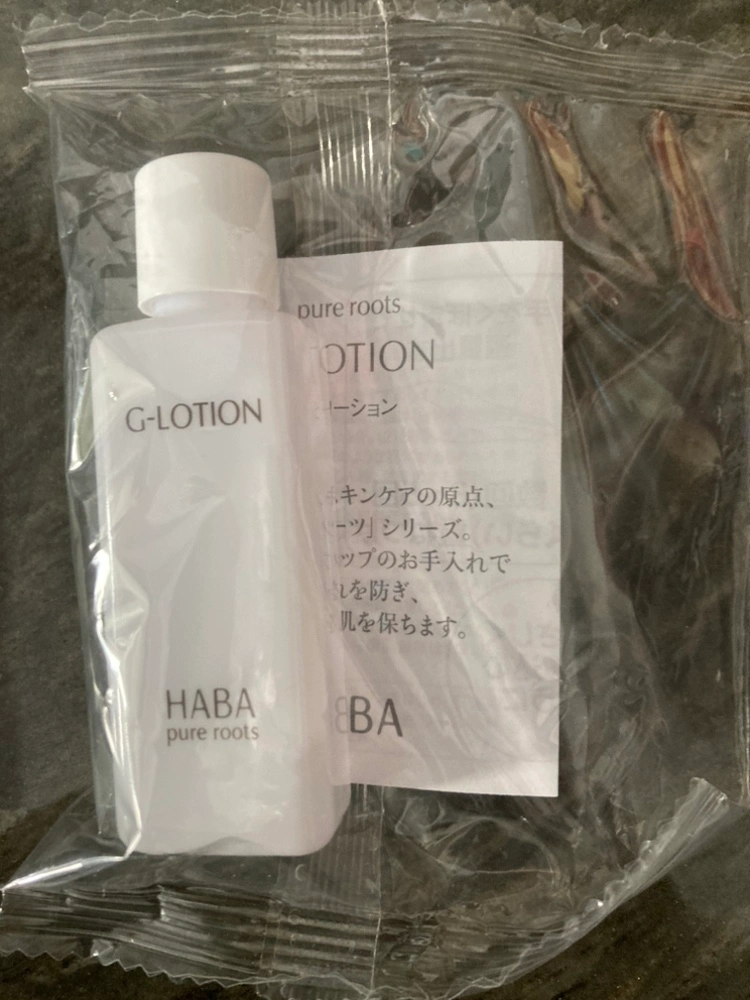 G-LOTION
HABA
pure roots
pure roots
OTION
ーション
キンケアの原点、
ーツ」シリーズ。
ップのお手入れで
れを防ぎ、
肌を保ちます。
BA